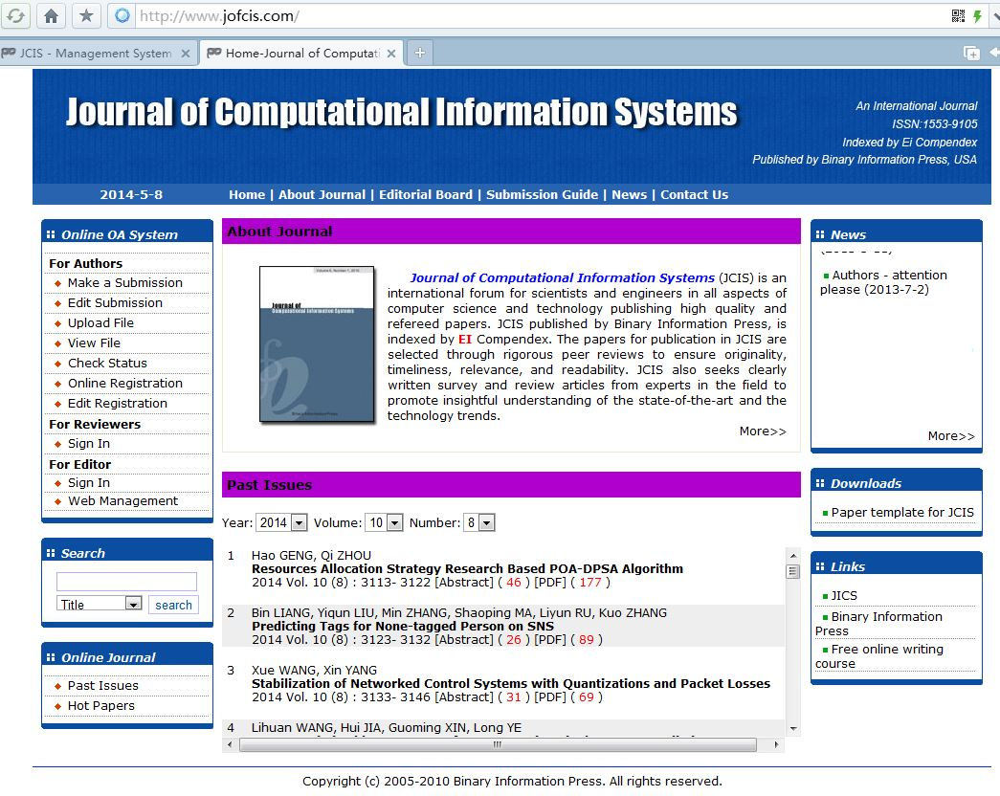 http://www.jofcis.com/
JCIS - Management System
Home-Journal of Computati
Journal of Computational Information Systems
An International Journal
ISSN:1553-9105
Indexed by Ei Compendex
Published by Binary Information Press, USA
2014-5-8
Home | About Journal | Editorial Board | Submission Guide | News | Contact Us
Online OA System
For Authors
Make a Submission
Edit Submission
Upload File
View File
Check Status
Online Registration
Edit Registration
For Reviewers
Sign In
For Editor
Sign In
Web Management
Search
Title
search
Online Journal
Past Issues
Hot Papers
About Journal
Journal of
Computational Information Systems
Binary Information Press
Journal of Computational Information Systems (JCIS) is an
international forum for scientists and engineers in all aspects of
computer science and technology publishing high quality and
refereed papers. JCIS published by Binary Information Press, is
indexed by EI Compendex. The papers for publication in JCIS are
selected through rigorous peer reviews to ensure originality,
timeliness, relevance, and readability. JCIS also seeks clearly
written survey and review articles from experts in the field to
promote insightful understanding of the state-of-the-art and the
technology trends.
More>>
Past Issues
Year: 2014 Volume: 10 Number: 8
1 Hao GENG, Qi ZHOU
Resources Allocation Strategy Research Based POA-DPSA Algorithm
2014 Vol. 10 (8) : 3113- 3122 [Abstract] ( 46 ) [PDF] ( 177 )
2 Bin LIANG, Yiqun LIU, Min ZHANG, Shaoping MA, Liyun RU, Kuo ZHANG
Predicting Tags for None-tagged Person on SNS
2014 Vol. 10 (8) : 3123- 3132 [Abstract] ( 26 ) [PDF] ( 89 )
3 Xue WANG, Xin YANG
Stabilization of Networked Control Systems with Quantizations and Packet Losses
2014 Vol. 10 (8) : 3133- 3146 [Abstract] ( 31 ) [PDF] ( 69 )
4 Lihuan WANG, Hui JIA, Guoming XIN, Long YE
News
Authors - attention
please (2013-7-2)
More>>
Downloads
Paper template for JCIS
Links
JICS
Binary Information
Press
Free online writing
course
Copyright (c) 2005-2010 Binary Information Press. All rights reserved.